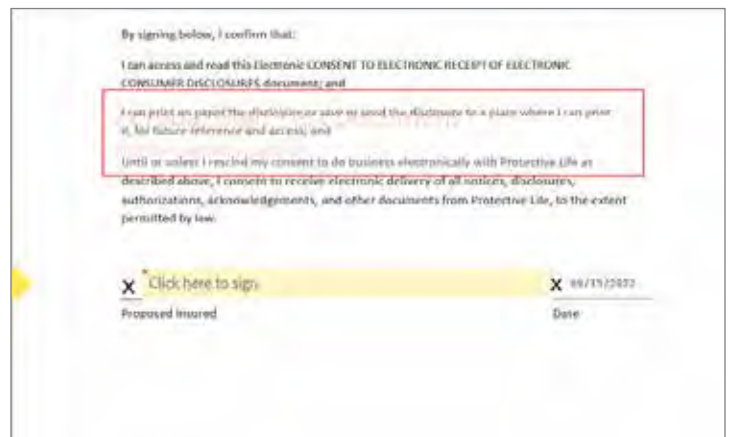 By signing below, I confirm that:
I can access and read this Electronic CONSENT TO ELECTRONIC RECEIPT OF ELECTRONIC
CONSUMER DISCLOSURES document; and
I can print on paper the disclosure or save or send the disclosure to a place where I can print
it, for future reference and access; and
Until or unless I rescind my consent to do business electronically with Protective Life as
described above, I consent to receive electronic delivery of all notices, disclosures,
authorizations, acknowledgements, and other documents from Protective Life, to the extent
permitted by law.
X * Click here to sign X
Proposed Insured Date